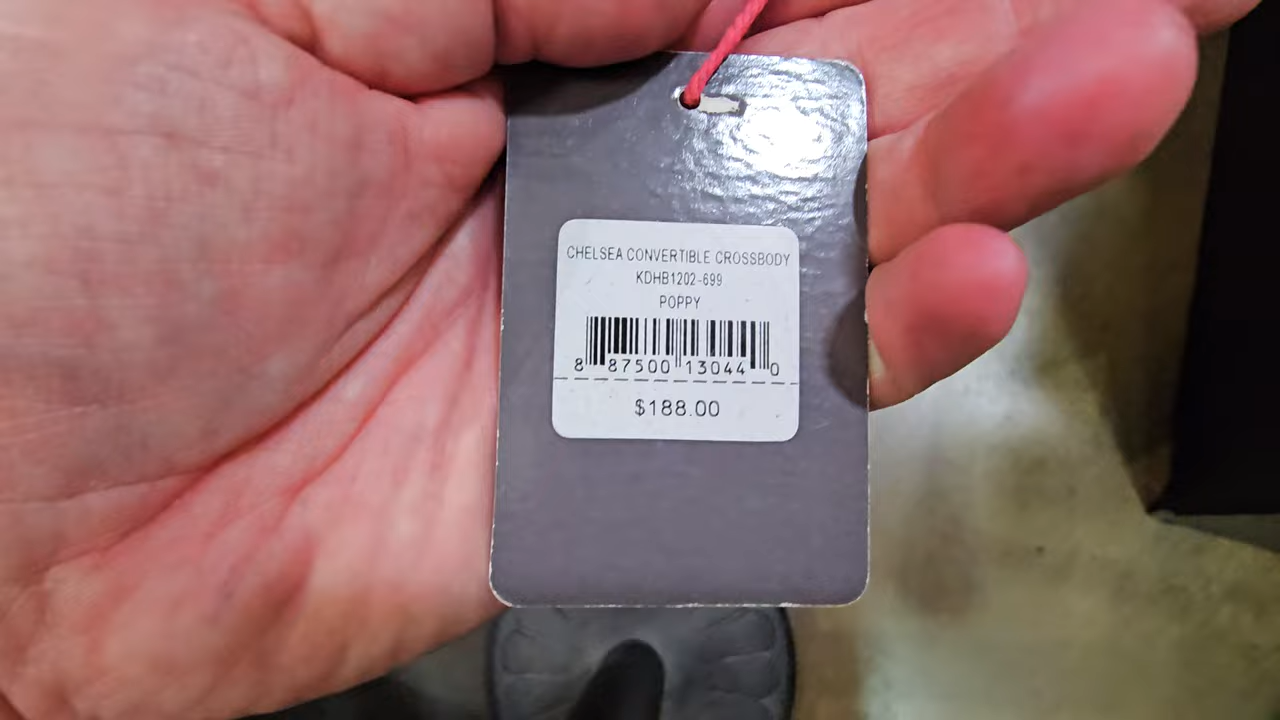 CHELSEA CONVERTIBLE CROSSBODY
KDHB1202-699
POPPY
8 87500 13044 0
$188.00